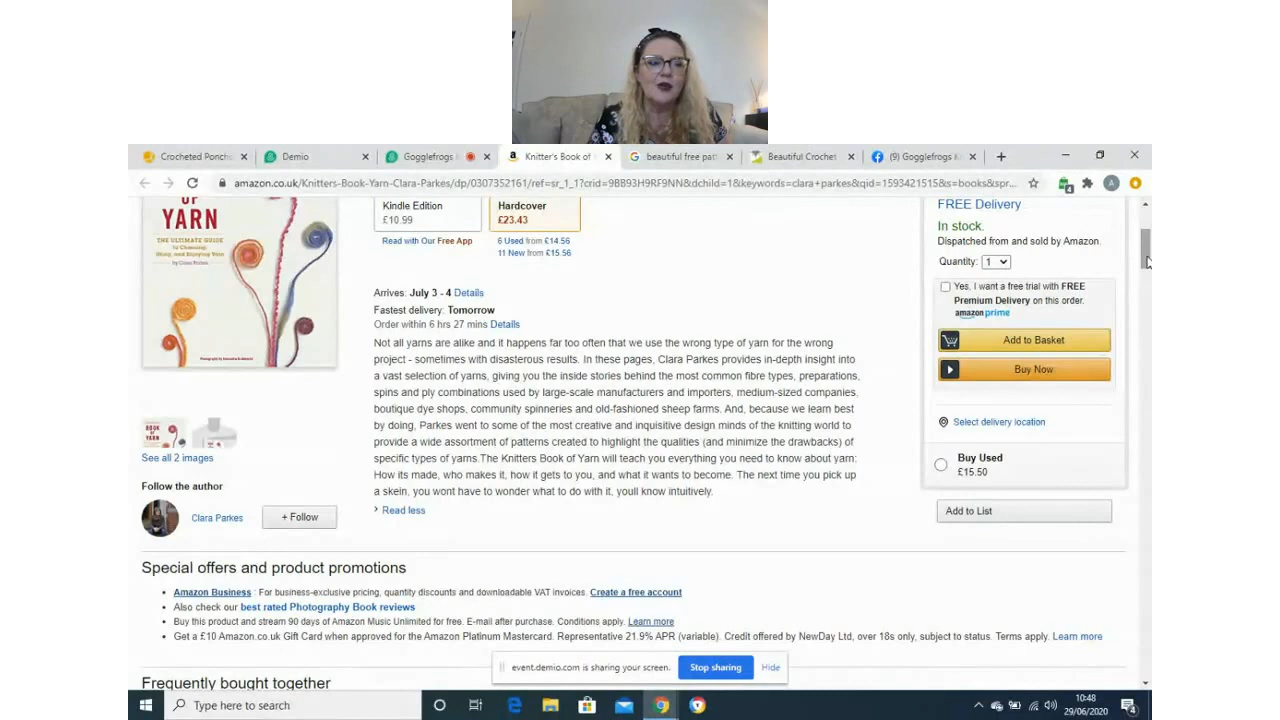 Crocheted Poncho
Demio
Gogglefrogs
Knitter's Book of
beautiful free pat
Beautiful Crochet
(9) Gogglefrogs
amazon.co.uk/Knitters-Book-Yarn-Clara-Parkes/dp/0307352161/ref=sr_1_1?crid=9BB93H9RF9NN&dchild=1&keywords=clara+parkes&qid=1593421515&s=books&spr...
OF
YARN
THE ULTIMATE GUIDE
to Choosing,
Using, and Enjoying Yarn
by Clara Parkes
BOOK OF
YARN
See all 2 images
Follow the author
Clara Parkes
+ Follow
Kindle Edition
£10.99
Hardcover
£23.43
Read with Our Free App
6 Used from £14.56
11 New from £15.56
Arrives: July 3 - 4 Details
Fastest delivery: Tomorrow
Order within 6 hrs 27 mins Details
Not all yarns are alike and it happens far too often that we use the wrong type of yarn for the wrong
project - sometimes with disasterous results. In these pages, Clara Parkes provides in-depth insight into
a vast selection of yarns, giving you the inside stories behind the most common fibre types, preparations,
spins and ply combinations used by large-scale manufacturers and importers, medium-sized companies,
boutique dye shops, community spinneries and old-fashioned sheep farms. And, because we learn best
by doing, Parkes went to some of the most creative and inquisitive design minds of the knitting world to
provide a wide assortment of patterns created to highlight the qualities (and minimize the drawbacks) of
specific types of yarns.The Knitters Book of Yarn will teach you everything you need to know about yarn:
How its made, who makes it, how it gets to you, and what it wants to become. The next time you pick up
a skein, you wont have to wonder what to do with it, youll know intuitively.
Read less
FREE Delivery
In stock.
Dispatched from and sold by Amazon.
Quantity: 1
Yes, I want a free trial with FREE
Premium Delivery on this order.
amazon prime
Add to Basket
Buy Now
Select delivery location
Buy Used
£15.50
Add to List
Special offers and product promotions
Amazon Business : For business-exclusive pricing, quantity discounts and downloadable VAT invoices. Create a free account
Also check our best rated Photography Book reviews
Buy this product and stream 90 days of Amazon Music Unlimited for free. E-mail after purchase. Conditions apply. Learn more
Get a £10 Amazon.co.uk Gift Card when approved for the Amazon Platinum Mastercard. Representative 21.9% APR (variable). Credit offered by NewDay Ltd, over 18s only, subject to status. Terms apply. Learn more
Frequently bought together
event.demio.com is sharing your screen.
Stop sharing
Hide
Type here to search
10:48
29/06/2020
4